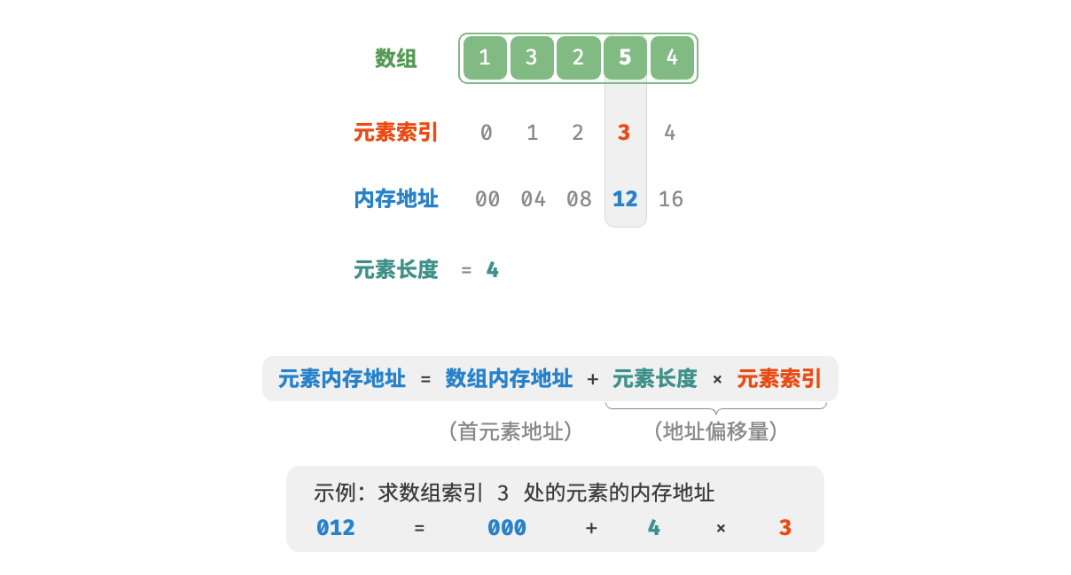 数组 1 3 2 5 4
元素索引 0 1 2 3 4
内存地址 00 04 08 12 16
元素长度 = 4
元素内存地址 = 数组内存地址 + 元素长度 × 元素索引
（首元素地址） （地址偏移量）
示例：求数组索引 3 处的元素的内存地址
012 = 000 + 4 × 3